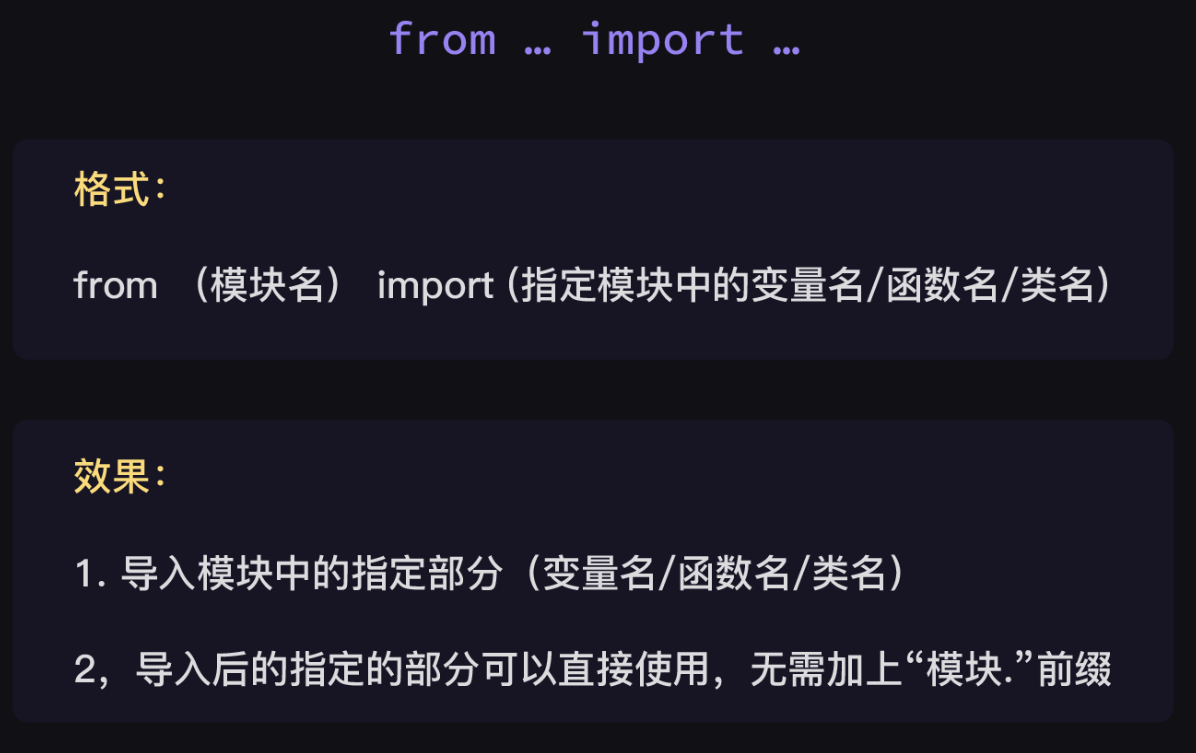 from … import …
格式：
from （模块名） import (指定模块中的变量名/函数名/类名)
效果：
1. 导入模块中的指定部分（变量名/函数名/类名）
2，导入后的指定的部分可以直接使用，无需加上“模块.”前缀